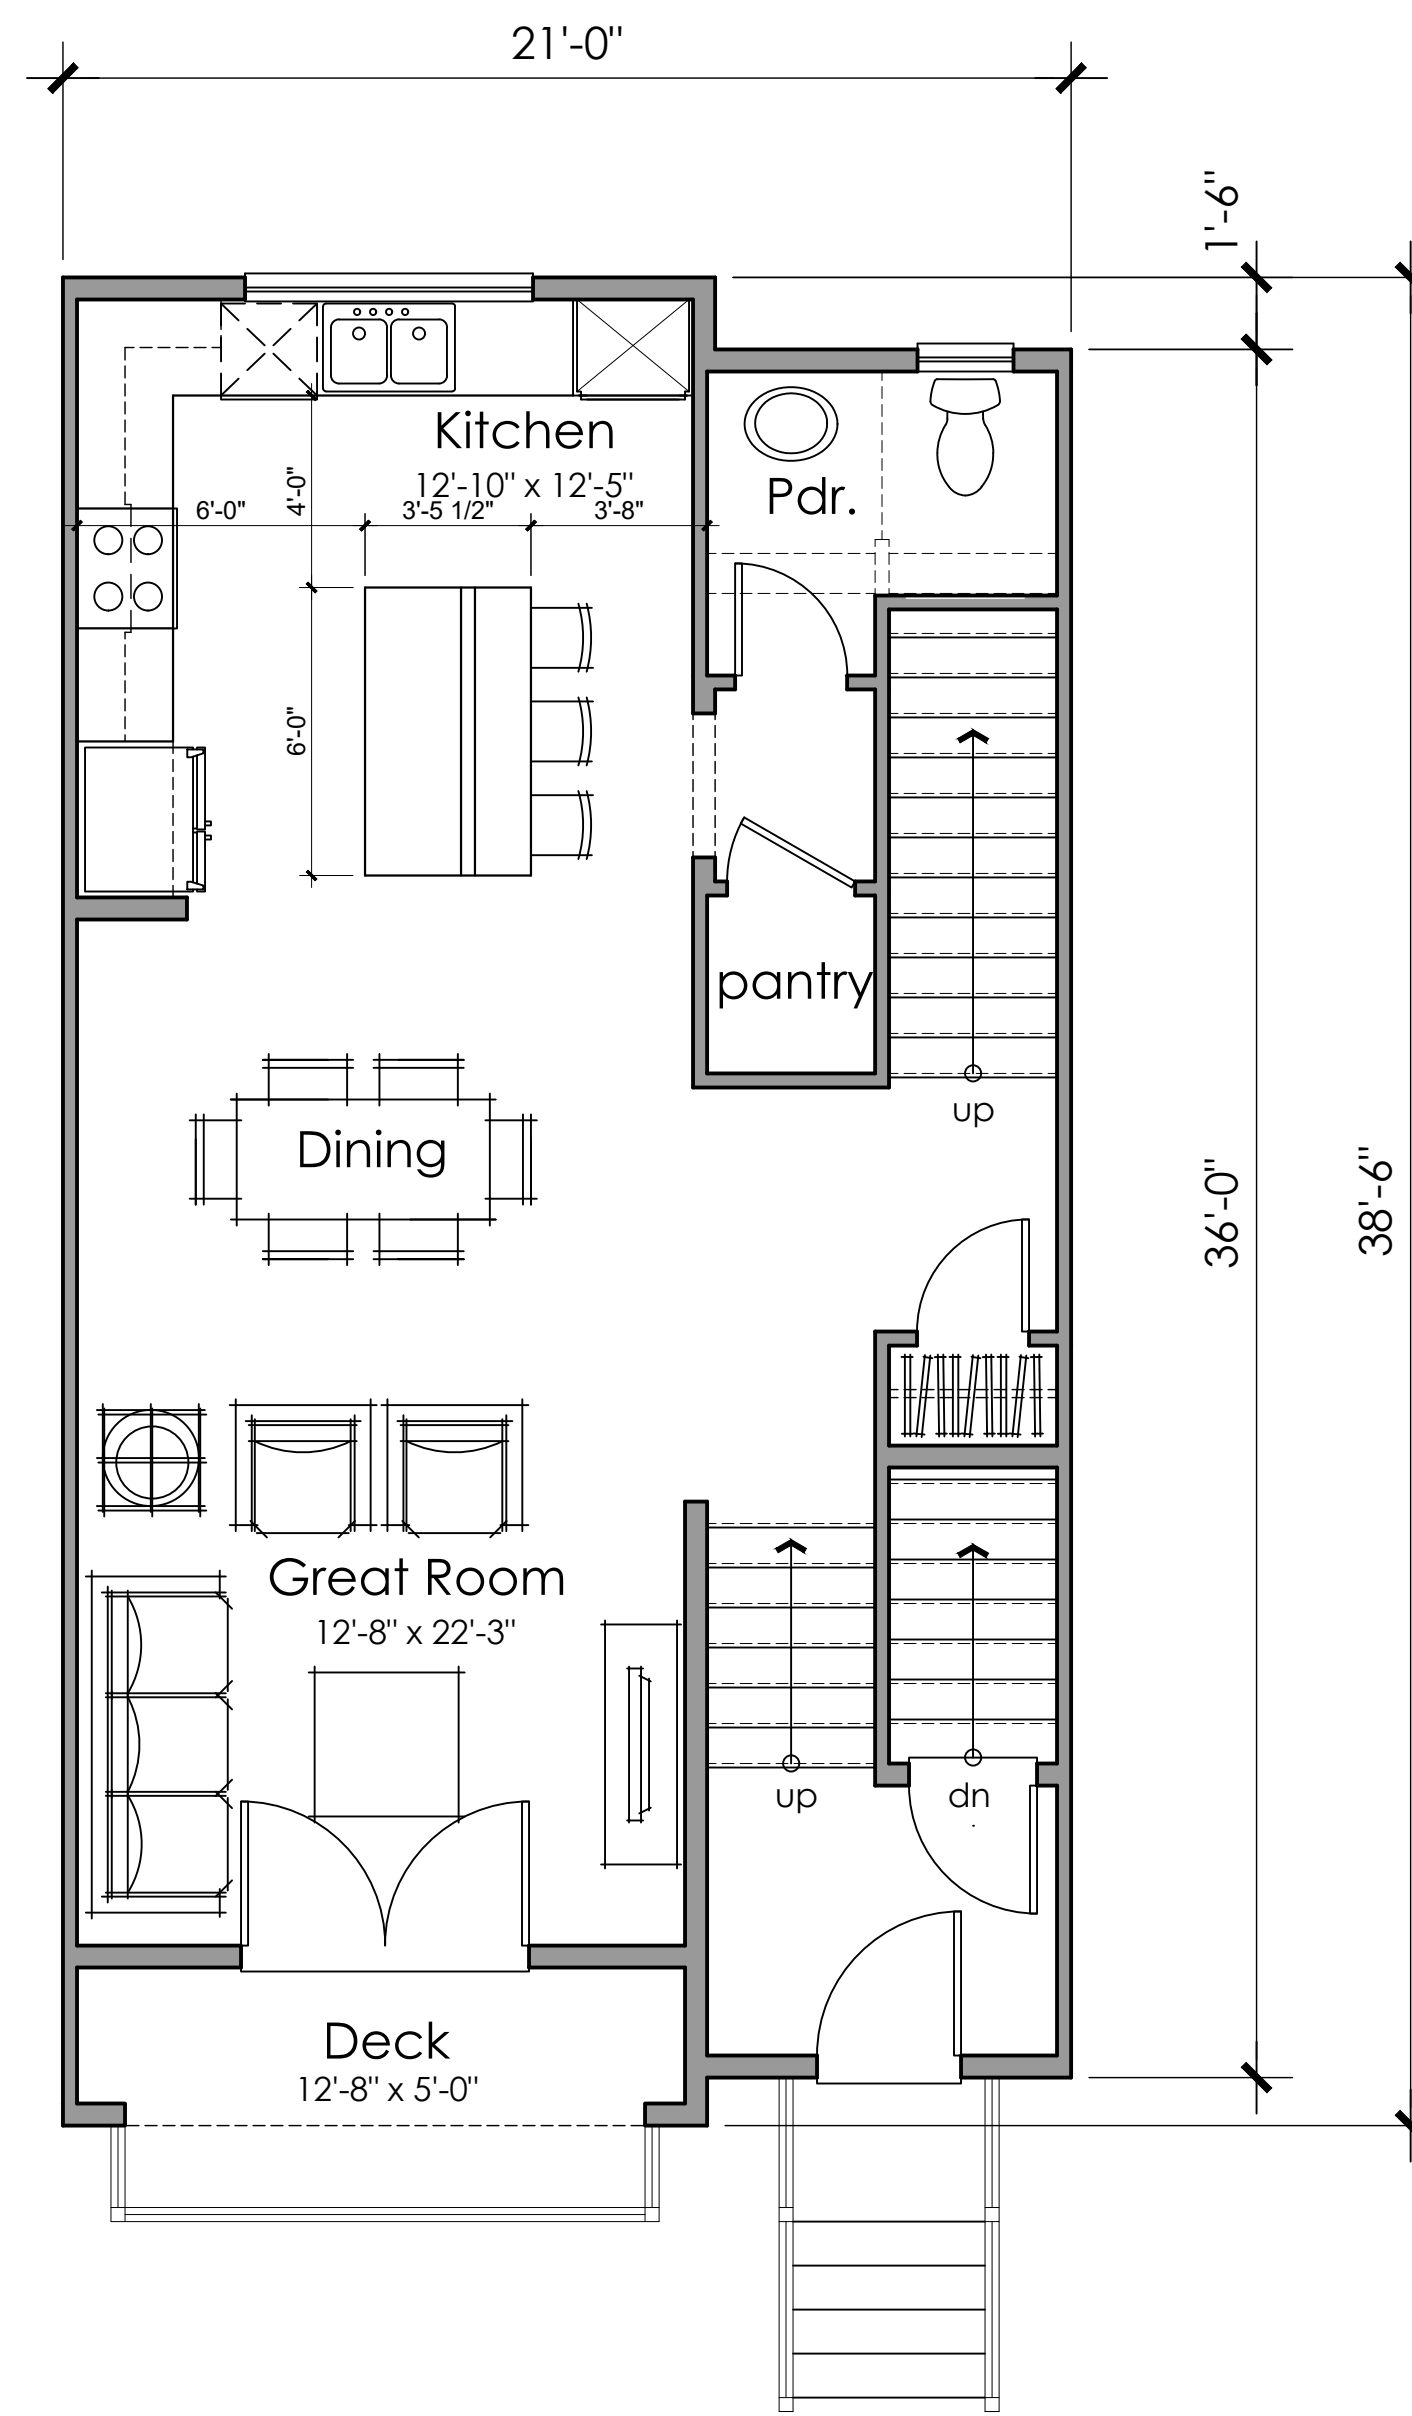 21'-0"
1'-6"
Kitchen
12'-10" x 12'-5"
4'-0"
6'-0"
3'-5 1/2"
3'-8"
Pdr.
6'-0"
pantry
up
Dining
36'-0"
38'-6"
Great Room
12'-8" x 22'-3"
up
dn
Deck
12'-8" x 5'-0"